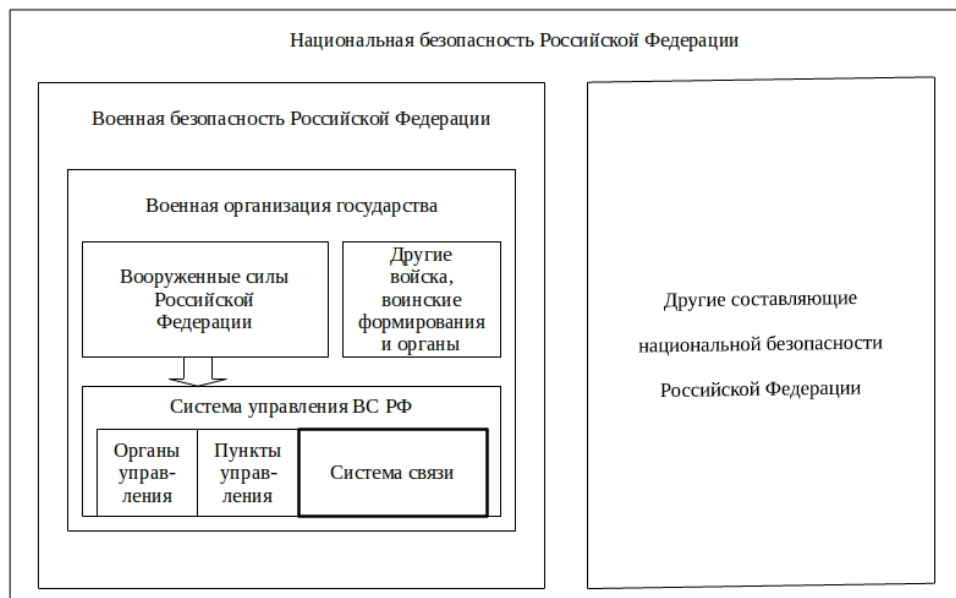 Национальная безопасность Российской Федерации
Военная безопасность Российской Федерации
Военная организация государства
Вооруженные силы
Российской
Федерации
Другие
войска,
воинские
формирования
и органы
Система управления ВС РФ
Органы
управ-
ления
Пункты
управ-
ления
Система связи
Другие составляющие
национальной безопасности
Российской Федерации